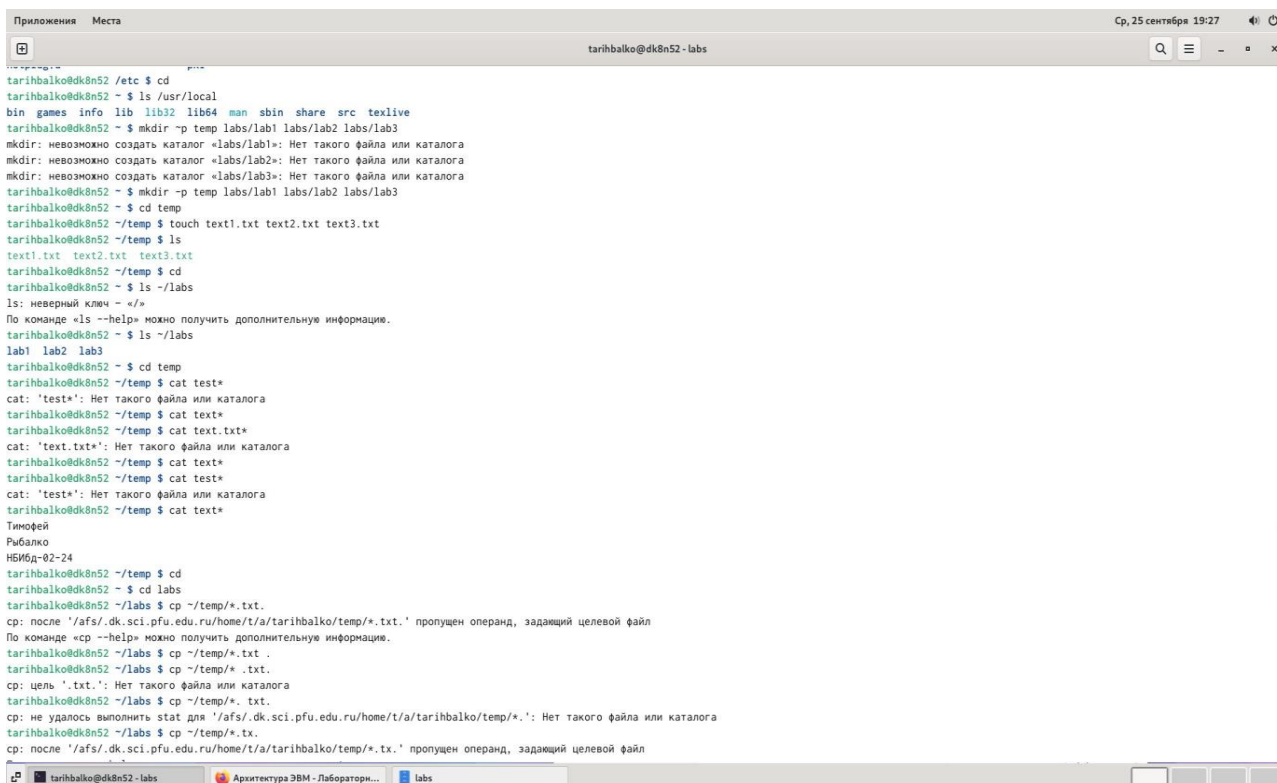 Приложения Места Ср, 25 сентября 19:27
tarihbalko@dk8n52 - labs
tarihbalko@dk8n52 /etc $ cd
tarihbalko@dk8n52 ~ $ ls /usr/local
bin games info lib lib32 lib64 man sbin share src texlive
tarihbalko@dk8n52 ~ $ mkdir ~p temp labs/lab1 labs/lab2 labs/lab3
mkdir: невозможно создать каталог «labs/lab1»: Нет такого файла или каталога
mkdir: невозможно создать каталог «labs/lab2»: Нет такого файла или каталога
mkdir: невозможно создать каталог «labs/lab3»: Нет такого файла или каталога
tarihbalko@dk8n52 ~ $ mkdir -p temp labs/lab1 labs/lab2 labs/lab3
tarihbalko@dk8n52 ~ $ cd temp
tarihbalko@dk8n52 ~/temp $ touch text1.txt text2.txt text3.txt
tarihbalko@dk8n52 ~/temp $ ls
text1.txt text2.txt text3.txt
tarihbalko@dk8n52 ~/temp $ cd
tarihbalko@dk8n52 ~ $ ls -/labs
ls: неверный ключ – «/»
По команде «ls --help» можно получить дополнительную информацию.
tarihbalko@dk8n52 ~ $ ls ~/labs
lab1 lab2 lab3
tarihbalko@dk8n52 ~ $ cd temp
tarihbalko@dk8n52 ~/temp $ cat test*
cat: 'test*': Нет такого файла или каталога
tarihbalko@dk8n52 ~/temp $ cat text*
tarihbalko@dk8n52 ~/temp $ cat text.txt*
cat: 'text.txt*': Нет такого файла или каталога
tarihbalko@dk8n52 ~/temp $ cat text*
tarihbalko@dk8n52 ~/temp $ cat test*
cat: 'test*': Нет такого файла или каталога
tarihbalko@dk8n52 ~/temp $ cat text*
Тимофей
Рыбалко
НБИбд-02-24
tarihbalko@dk8n52 ~/temp $ cd
tarihbalko@dk8n52 ~ $ cd labs
tarihbalko@dk8n52 ~/labs $ cp ~/temp/*.txt.
cp: после '/afs/.dk.sci.pfu.edu.ru/home/t/a/tarihbalko/temp/*.txt.' пропущен операнд, задающий целевой файл
По команде «cp --help» можно получить дополнительную информацию.
tarihbalko@dk8n52 ~/labs $ cp ~/temp/*.txt .
tarihbalko@dk8n52 ~/labs $ cp ~/temp/* .txt.
cp: цель '.txt.': Нет такого файла или каталога
tarihbalko@dk8n52 ~/labs $ cp ~/temp/*. txt.
cp: не удалось выполнить stat для '/afs/.dk.sci.pfu.edu.ru/home/t/a/tarihbalko/temp/*.': Нет такого файла или каталога
tarihbalko@dk8n52 ~/labs $ cp ~/temp/*.tx.
cp: после '/afs/.dk.sci.pfu.edu.ru/home/t/a/tarihbalko/temp/*.tx.' пропущен операнд, задающий целевой файл
tarihbalko@dk8n52 - labs Архитектура ЭВМ - Лабораторн... labs